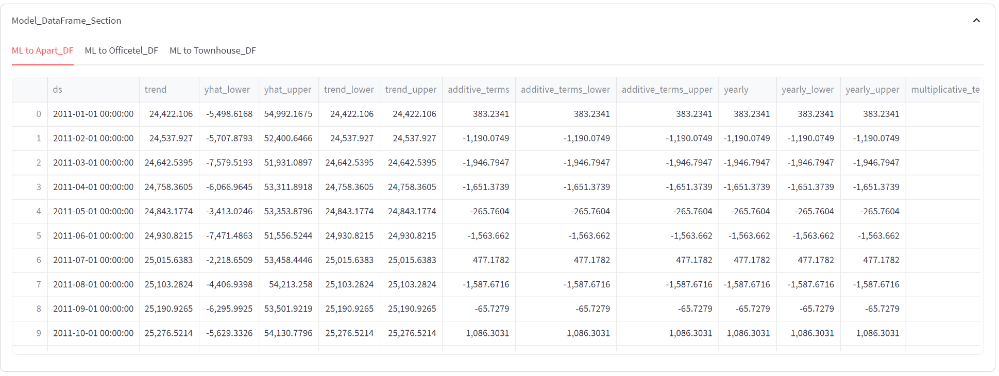 Model_DataFrame_Section
ML to Apart_DF ML to Officetel_DF ML to Townhouse_DF
ds trend yhat_lower yhat_upper trend_lower trend_upper additive_terms additive_terms_lower additive_terms_upper yearly yearly_lower yearly_upper multiplicative_te
0 2011-01-01 00:00:00 24,422.106 -5,498.6168 54,992.1675 24,422.106 24,422.106 383.2341 383.2341 383.2341 383.2341 383.2341 383.2341
1 2011-02-01 00:00:00 24,537.927 -5,707.8793 52,400.6466 24,537.927 24,537.927 -1,190.0749 -1,190.0749 -1,190.0749 -1,190.0749 -1,190.0749 -1,190.0749
2 2011-03-01 00:00:00 24,642.5395 -7,579.5193 51,931.0897 24,642.5395 24,642.5395 -1,946.7947 -1,946.7947 -1,946.7947 -1,946.7947 -1,946.7947 -1,946.7947
3 2011-04-01 00:00:00 24,758.3605 -6,066.9645 53,311.8918 24,758.3605 24,758.3605 -1,651.3739 -1,651.3739 -1,651.3739 -1,651.3739 -1,651.3739 -1,651.3739
4 2011-05-01 00:00:00 24,843.1774 -3,413.0246 53,353.8796 24,843.1774 24,843.1774 -265.7604 -265.7604 -265.7604 -265.7604 -265.7604 -265.7604
5 2011-06-01 00:00:00 24,930.8215 -7,471.4863 51,556.5244 24,930.8215 24,930.8215 -1,563.662 -1,563.662 -1,563.662 -1,563.662 -1,563.662 -1,563.662
6 2011-07-01 00:00:00 25,015.6383 -2,218.6509 53,458.4446 25,015.6383 25,015.6383 477.1782 477.1782 477.1782 477.1782 477.1782 477.1782
7 2011-08-01 00:00:00 25,103.2824 -4,406.9398 54,213.258 25,103.2824 25,103.2824 -1,587.6716 -1,587.6716 -1,587.6716 -1,587.6716 -1,587.6716 -1,587.6716
8 2011-09-01 00:00:00 25,190.9265 -6,295.9925 53,501.9219 25,190.9265 25,190.9265 -65.7279 -65.7279 -65.7279 -65.7279 -65.7279 -65.7279
9 2011-10-01 00:00:00 25,276.5214 -5,629.3326 54,130.7796 25,276.5214 25,276.5214 1,086.3031 1,086.3031 1,086.3031 1,086.3031 1,086.3031 1,086.3031